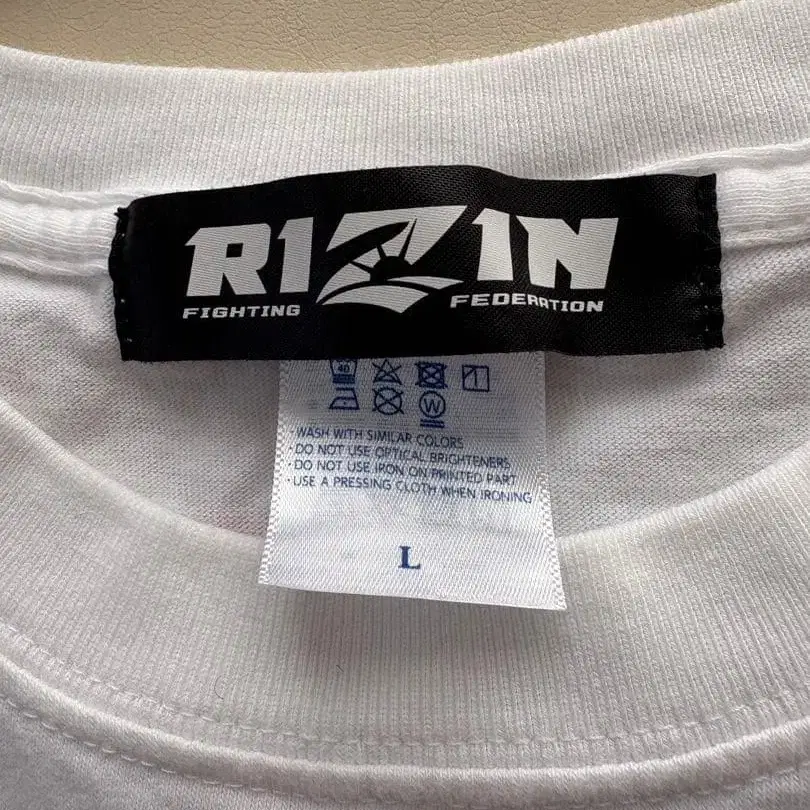 RIZIN
FIGHTING FEDERATION
40
W
· WASH WITH SIMILAR COLORS
· DO NOT USE OPTICAL BRIGHTENERS
· DO NOT USE IRON ON PRINTED PART
· USE A PRESSING CLOTH WHEN IRONING
L